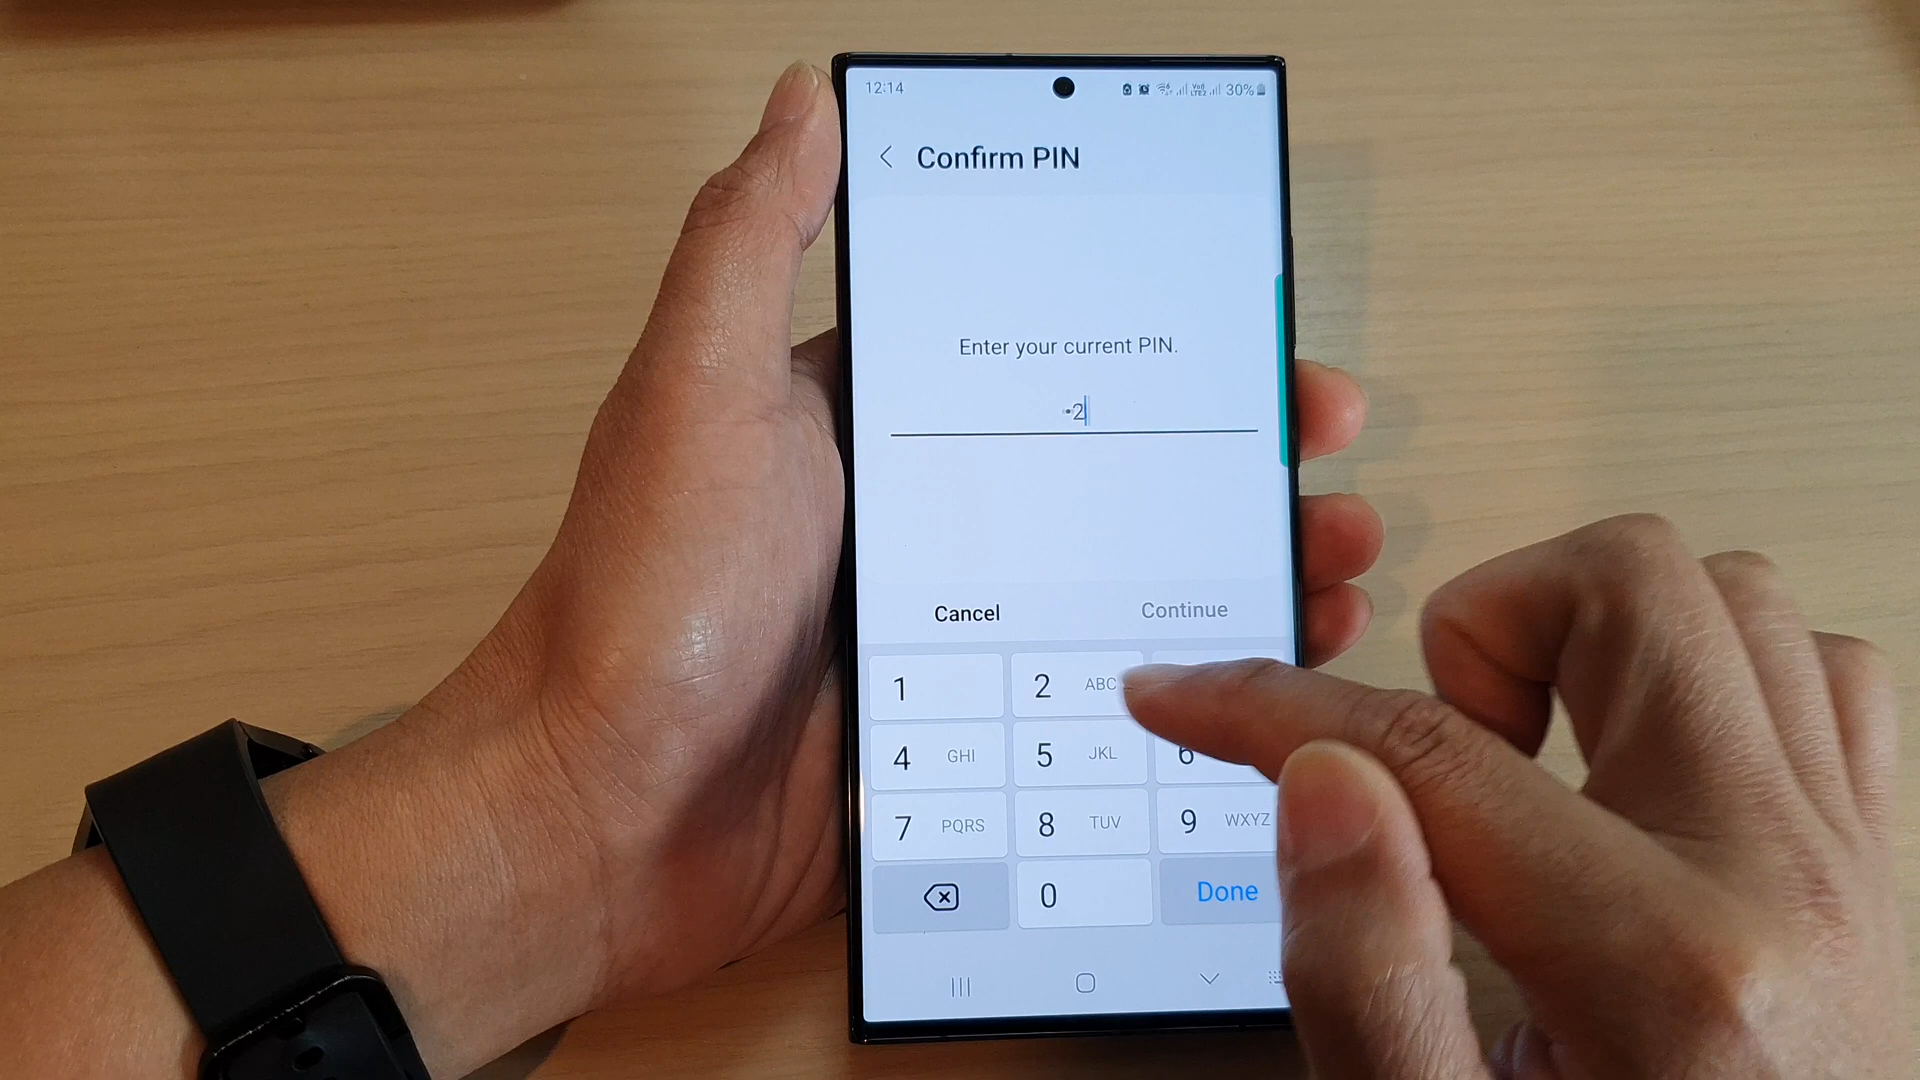 12:14 30%
Confirm PIN
Enter your current PIN.
•2
Cancel Continue
1 2 ABC
4 GHI 5 JKL 6
7 PQRS 8 TUV 9 WXYZ
0 Done